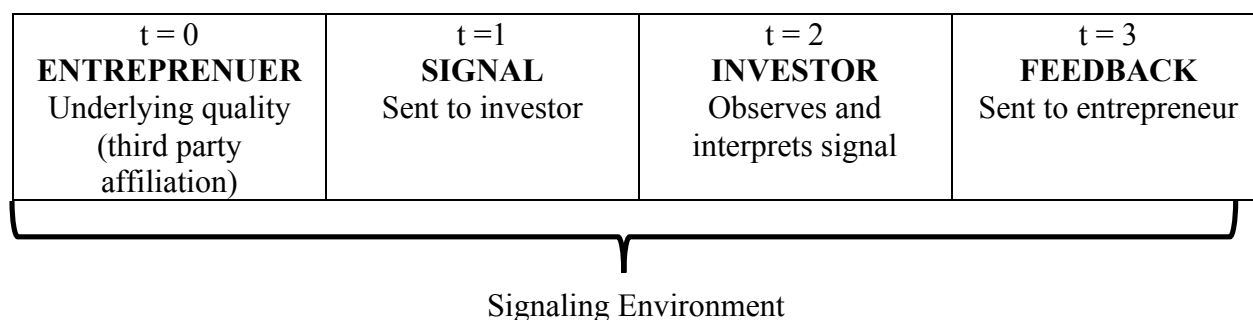 t = 0
ENTREPRENUER
Underlying quality
(third party
affiliation)
t =1
SIGNAL
Sent to investor
t = 2
INVESTOR
Observes and
interprets signal
t = 3
FEEDBACK
Sent to entrepreneur
Signaling Environment